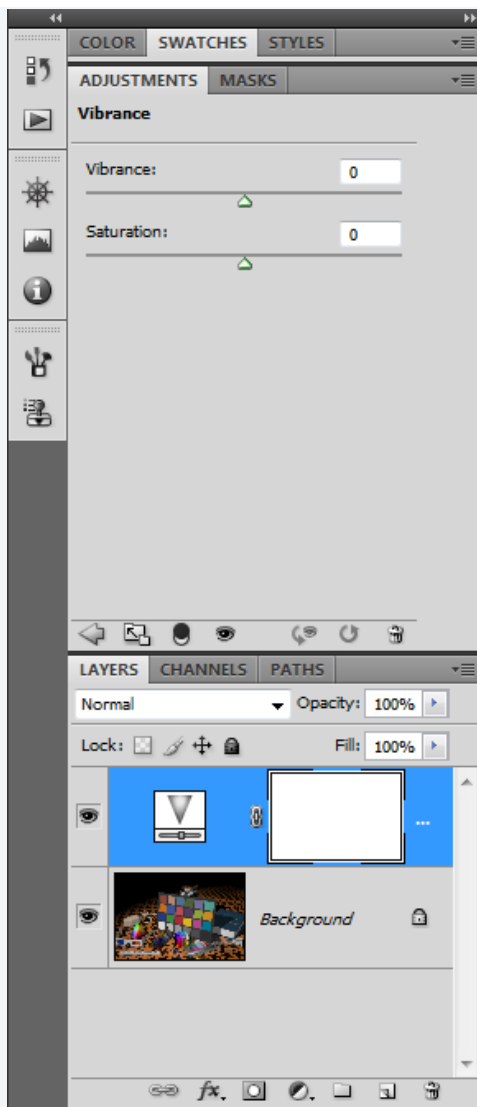 COLOR SWATCHES STYLES
ADJUSTMENTS MASKS
Vibrance
Vibrance: 0
Saturation: 0
LAYERS CHANNELS PATHS
Normal Opacity: 100%
Lock: Fill: 100%
...
Background
fx.